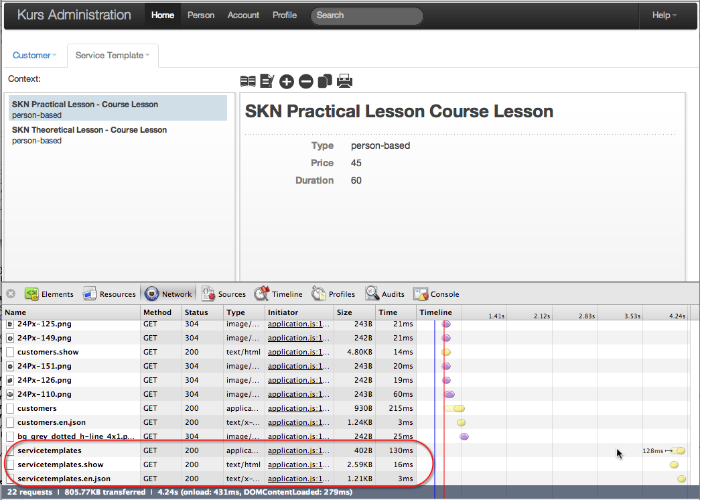 Kurs Administration Home Person Account Profile Search Help
Customer Service Template
Context:
SKN Practical Lesson - Course Lesson
person-based
SKN Theoretical Lesson - Course Lesson
person-based
SKN Practical Lesson Course Lesson
Type person-based
Price 45
Duration 60
Elements Resources Network Sources Timeline Profiles Audits Console
Name Method Status Type Initiator Size Time Timeline 1.41s 2.12s 2.83s 3.53s 4.24s
24Px-125.png GET 304 image/... application.js:1... 243B 21ms
24Px-149.png GET 304 image/... application.js:1... 242B 21ms
customers.show GET 200 text/html application.js:1... 4.80KB 14ms
24Px-151.png GET 304 image/... application.js:1... 243B 20ms
24Px-126.png GET 304 image/... application.js:1... 242B 19ms
24Px-110.png GET 304 image/... application.js:1... 243B 60ms
customers GET 200 applica... application.js:1... 930B 215ms
customers.en.json GET 200 text/x-... application.js:1... 1.24KB 3ms
bg_grey_dotted_h-line_4x1.p... GET 304 image/... application.js:1... 242B 25ms
servicetemplates GET 200 applica... application.js:1... 402B 130ms 128ms
servicetemplates.show GET 200 text/html application.js:1... 2.59KB 16ms
servicetemplates.en.json GET 200 text/x-... application.js:1... 1.21KB 3ms
22 requests | 805.77KB transferred | 4.24s (onload: 431ms, DOMContentLoaded: 279ms)